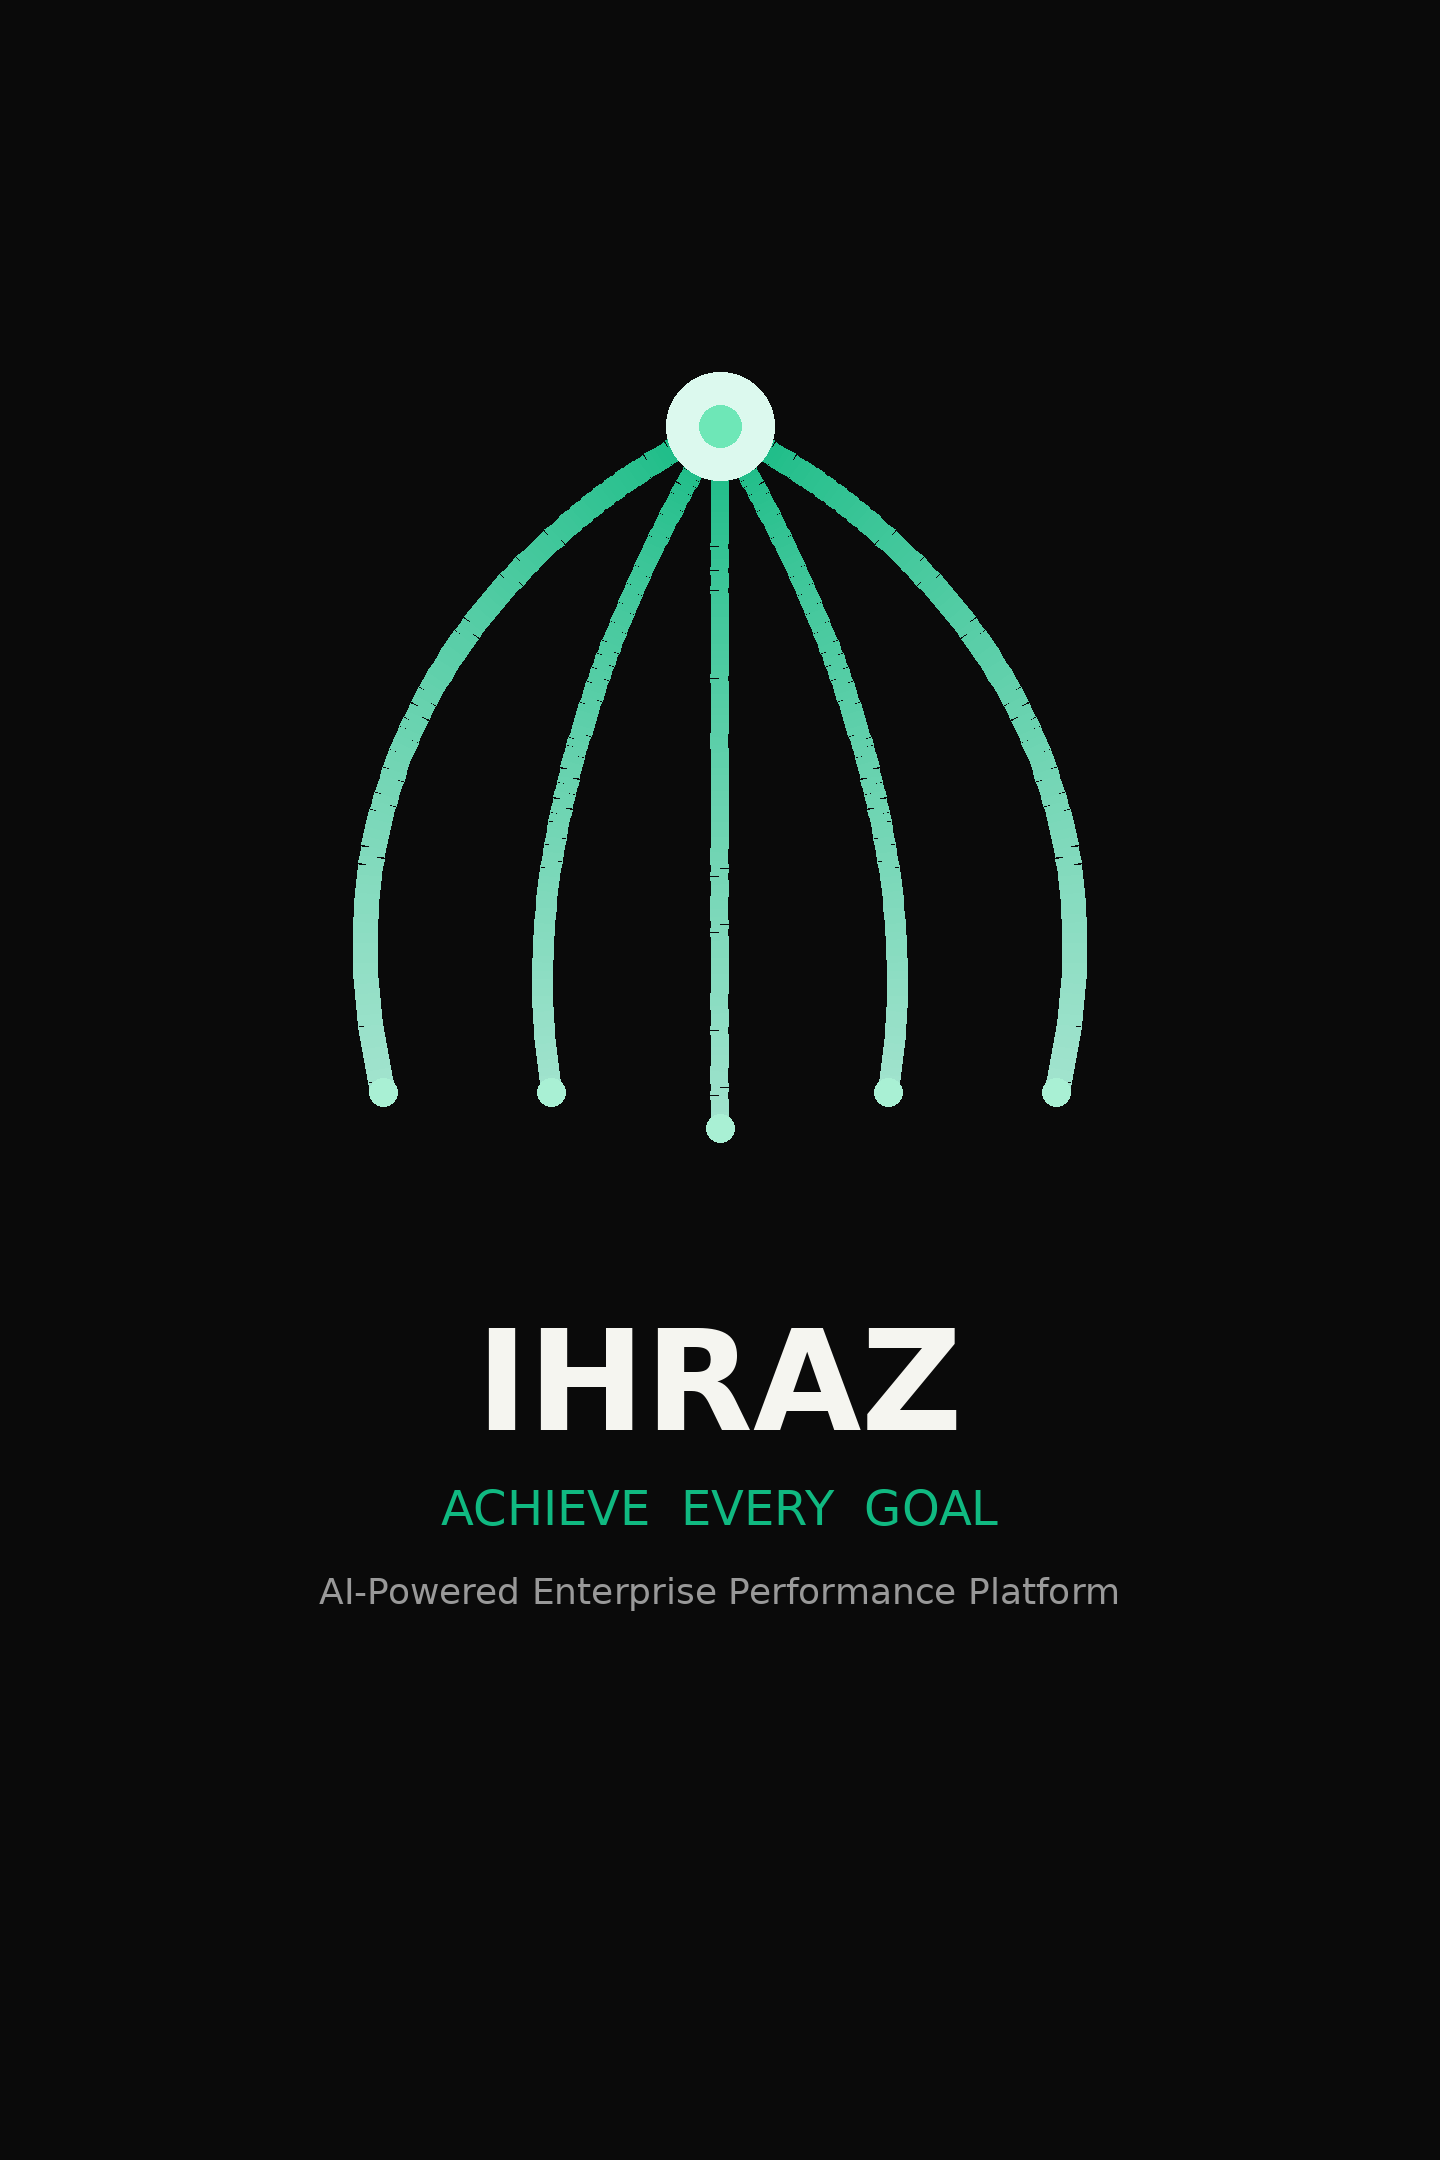 IHRAZ
ACHIEVE EVERY GOAL
AI-Powered Enterprise Performance Platform